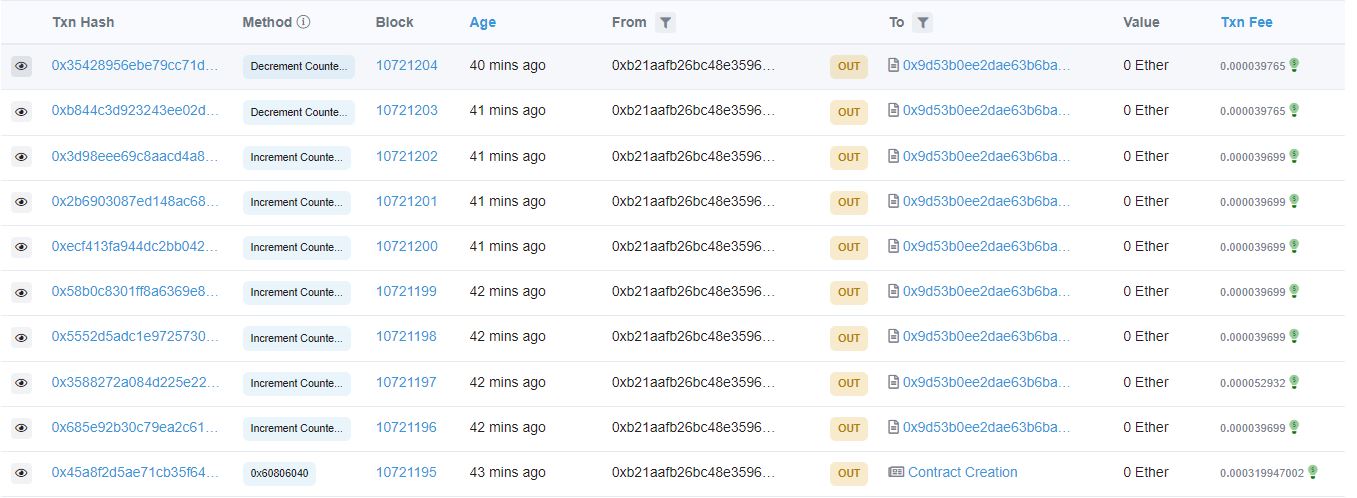 Txn Hash Method Block Age From To Value Txn Fee
0x35428956ebe79cc71d... Decrement Counte... 10721204 40 mins ago 0xb21aafb26bc48e3596... OUT 0x9d53b0ee2dae63b6ba... 0 Ether 0.000039765
0xb844c3d923243ee02d... Decrement Counte... 10721203 41 mins ago 0xb21aafb26bc48e3596... OUT 0x9d53b0ee2dae63b6ba... 0 Ether 0.000039765
0x3d98eee69c8aacd4a8... Increment Counte... 10721202 41 mins ago 0xb21aafb26bc48e3596... OUT 0x9d53b0ee2dae63b6ba... 0 Ether 0.000039699
0x2b6903087ed148ac68... Increment Counte... 10721201 41 mins ago 0xb21aafb26bc48e3596... OUT 0x9d53b0ee2dae63b6ba... 0 Ether 0.000039699
0xecf413fa944dc2bb042... Increment Counte... 10721200 41 mins ago 0xb21aafb26bc48e3596... OUT 0x9d53b0ee2dae63b6ba... 0 Ether 0.000039699
0x58b0c8301ff8a6369e8... Increment Counte... 10721199 42 mins ago 0xb21aafb26bc48e3596... OUT 0x9d53b0ee2dae63b6ba... 0 Ether 0.000039699
0x5552d5adc1e9725730... Increment Counte... 10721198 42 mins ago 0xb21aafb26bc48e3596... OUT 0x9d53b0ee2dae63b6ba... 0 Ether 0.000039699
0x3588272a084d225e22... Increment Counte... 10721197 42 mins ago 0xb21aafb26bc48e3596... OUT 0x9d53b0ee2dae63b6ba... 0 Ether 0.000052932
0x685e92b30c79ea2c61... Increment Counte... 10721196 42 mins ago 0xb21aafb26bc48e3596... OUT 0x9d53b0ee2dae63b6ba... 0 Ether 0.000039699
0x45a8f2d5ae71cb35f64... 0x60806040 10721195 43 mins ago 0xb21aafb26bc48e3596... OUT Contract Creation 0 Ether 0.000319947002